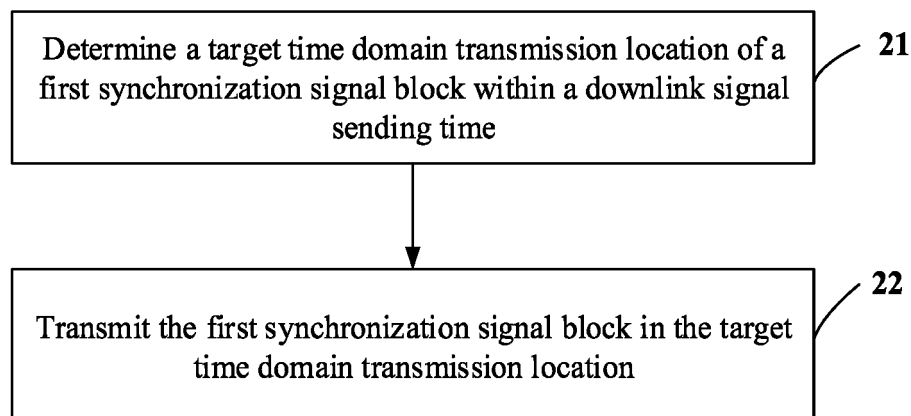 Determine a target time domain transmission location of a
first synchronization signal block within a downlink signal
sending time
21
Transmit the first synchronization signal block in the target
time domain transmission location
22